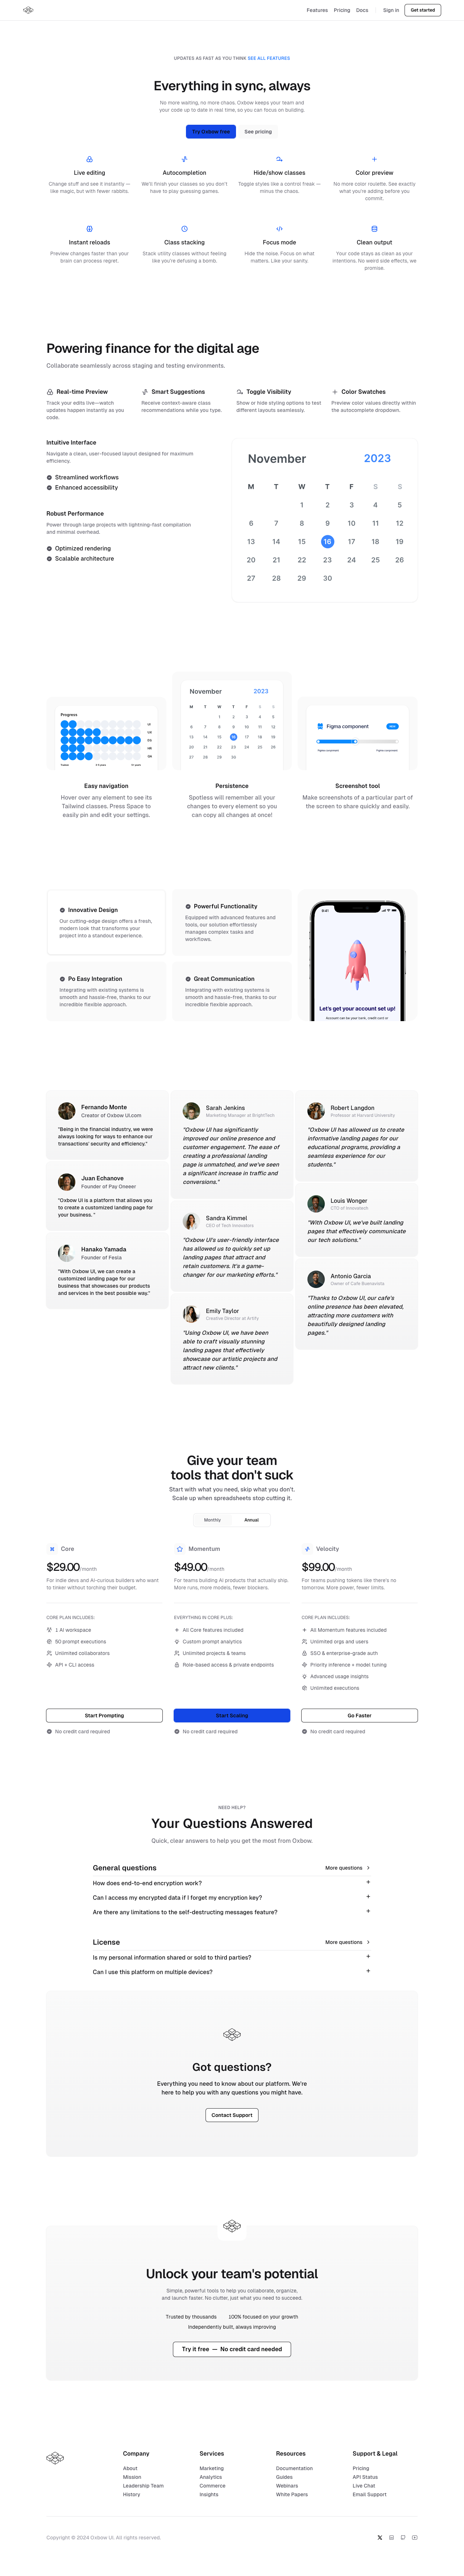 Features Pricing Docs Sign in Get started
UPDATES AS FAST AS YOU THINK SEE ALL FEATURES
Everything in sync, always
No more waiting, no more chaos. Oxbow keeps your team and
your code up to date in real time, so you can focus on building.
Try Oxbow free See pricing
Live editing
Change stuff and see it instantly —
like magic, but with fewer rabbits.
Autocompletion
We'll finish your classes so you don't
have to play guessing games.
Hide/show classes
Toggle styles like a control freak —
minus the chaos.
Color preview
No more color roulette. See exactly
what you're adding before you
commit.
Instant reloads
Preview changes faster than your
brain can process regret.
Class stacking
Stack utility classes without feeling
like you're defusing a bomb.
Focus mode
Hide the noise. Focus on what
matters. Like your sanity.
Clean output
Your code stays as clean as your
intentions. No weird side effects, we
promise.
Powering finance for the digital age
Collaborate seamlessly across staging and testing environments.
Real-time Preview
Track your edits live—watch
updates happen instantly as you
code.
Smart Suggestions
Receive context-aware class
recommendations while you type.
Toggle Visibility
Show or hide styling options to test
different layouts seamlessly.
Color Swatches
Preview color values directly within
the autocomplete dropdown.
Intuitive Interface
Navigate a clean, user-focused layout designed for maximum
efficiency.
Streamlined workflows
Enhanced accessibility
Robust Performance
Power through large projects with lightning-fast compilation
and minimal overhead.
Optimized rendering
Scalable architecture
November 2023
M T W T F S S
1 2 3 4 5
6 7 8 9 10 11 12
13 14 15 16 17 18 19
20 21 22 23 24 25 26
27 28 29 30
Progress
Easy navigation
Hover over any element to see its
Tailwind classes. Press Space to
easily pin and edit your settings.
November 2023
M T W T F S S
1 2 3 4 5
6 7 8 9 10 11 12
13 14 15 16 17 18 19
20 21 22 23 24 25 26
27 28 29 30
Persistence
Spotless will remember all your
changes to every element so you
can copy all changes at once!
Figma component
Screenshot tool
Make screenshots of a particular part of
the screen to share quickly and easily.
Innovative Design
Our cutting-edge design offers a fresh,
modern look that transforms your
project into a standout experience.
Powerful Functionality
Equipped with advanced features and
tools, our solution effortlessly
manages complex tasks and
workflows.
Po Easy Integration
Integrating with existing systems is
smooth and hassle-free, thanks to our
incredible flexible approach.
Great Communication
Integrating with existing systems is
smooth and hassle-free, thanks to our
incredible flexible approach.
9:41
Let's get your account set up!
Account can be your bank, credit card or
Fernando Monte
Creator of Oxbow UI.com
"Being in the financial industry, we were
always looking for ways to enhance our
transactions' security and efficiency."
Juan Echanove
Founder of Pay Oneeer
"Oxbow UI is a platform that allows you
to create a customized landing page for
your business. "
Hanako Yamada
Founder of Fesla
"With Oxbow UI, we can create a
customized landing page for our
business that showcases our products
and services in the best possible way."
Sarah Jenkins
Marketing Manager at BrightTech
"Oxbow UI has significantly
improved our online presence and
customer engagement. The ease of
creating a professional landing
page is unmatched, and we've seen
a significant increase in traffic and
conversions."
Sandra Kimmel
CEO of Tech Innovators
"Oxbow UI's user-friendly interface
has allowed us to quickly set up
landing pages that attract and
retain customers. It's a game-
changer for our marketing efforts."
Emily Taylor
Creative Director at Artify
"Using Oxbow UI, we have been
able to craft visually stunning
landing pages that effectively
showcase our artistic projects and
attract new clients."
Robert Langdon
Professor at Harvard University
"Oxbow UI has allowed us to create
informative landing pages for our
educational programs, providing a
seamless experience for our
students."
Louis Wonger
CTO of Innovatech
"With Oxbow UI, we've built landing
pages that effectively communicate
our tech solutions."
Antonio Garcia
Owner of Café Buenavista
"Thanks to Oxbow UI, our cafe's
online presence has been elevated,
attracting more customers with
beautifully designed landing
pages."
Give your team
tools that don't suck
Start with what you need, skip what you don't.
Scale up when spreadsheets stop cutting it.
Monthly Annual
Core
$29.00/month
For indie devs and AI-curious builders who want
to tinker without torching their budget.
CORE PLAN INCLUDES:
1 AI workspace
50 prompt executions
Unlimited collaborators
API + CLI access
Start Prompting
No credit card required
Momentum
$49.00/month
For teams building AI products that actually ship.
More runs, more models, fewer blockers.
EVERYTHING IN CORE PLUS:
All Core features included
Custom prompt analytics
Unlimited projects & teams
Role-based access & private endpoints
Start Scaling
No credit card required
Velocity
$99.00/month
For teams pushing tokens like there's no
tomorrow. More power, fewer limits.
CORE PLAN INCLUDES:
All Momentum features included
Unlimited orgs and users
SSO & enterprise-grade auth
Priority inference + model tuning
Advanced usage insights
Unlimited executions
Go Faster
No credit card required
NEED HELP?
Your Questions Answered
Quick, clear answers to help you get the most from Oxbow.
General questions More questions
How does end-to-end encryption work?
Can I access my encrypted data if I forget my encryption key?
Are there any limitations to the self-destructing messages feature?
License More questions
Is my personal information shared or sold to third parties?
Can I use this platform on multiple devices?
Got questions?
Everything you need to know about our platform. We're
here to help you with any questions you might have.
Contact Support
Unlock your team's potential
Simple, powerful tools to help you collaborate, organize,
and launch faster. No clutter, just what you need to succeed.
Trusted by thousands 100% focused on your growth
Independently built, always improving
Try it free — No credit card needed
Company
About
Mission
Leadership Team
History
Services
Marketing
Analytics
Commerce
Insights
Resources
Documentation
Guides
Webinars
White Papers
Support & Legal
Pricing
API Status
Live Chat
Email Support
Copyright © 2024 Oxbow UI. All rights reserved.